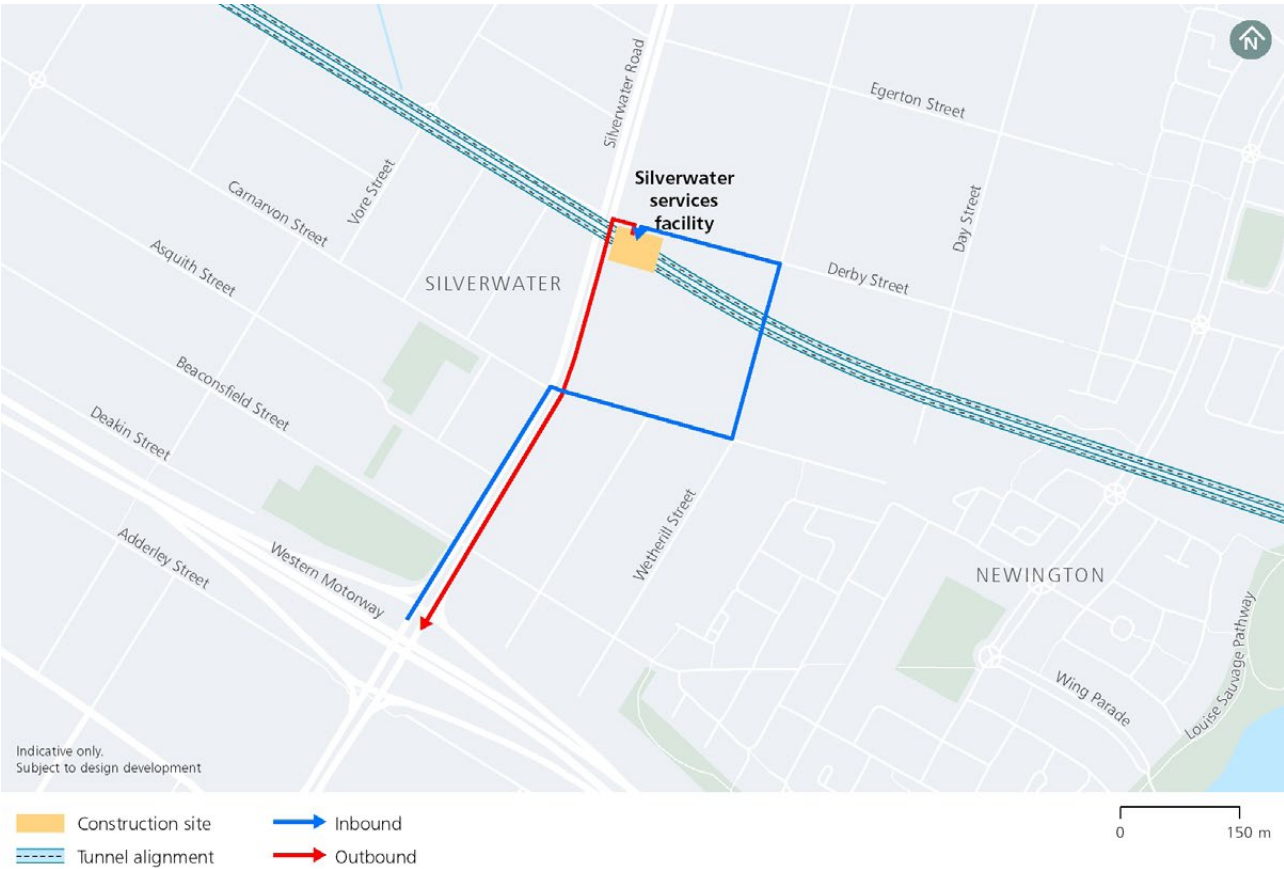 N
Silverwater Road
Egerton Street
Silverwater
services
facility
Vore Street
Carnarvon Street
Day Street
Asquith Street
SILVERWATER
Derby Street
Beaconsfield Street
Deakin Street
Wetherill Street
Adderley Street
Western Motorway
NEWINGTON
Wing Parade
Louise Sauvage Pathway
Indicative only.
Subject to design development
Construction site
Inbound
Tunnel alignment
Outbound
0 150 m